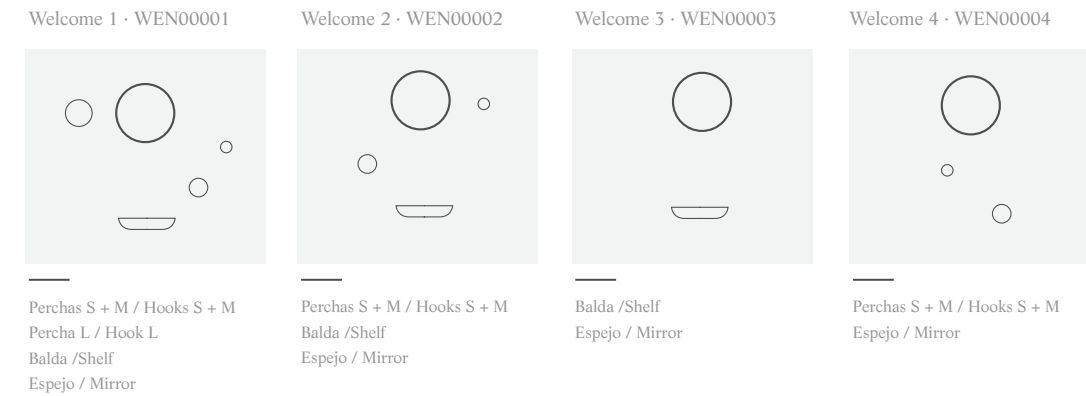 Welcome 1 · WEN00001
Welcome 2 · WEN00002
Welcome 3 · WEN00003
Welcome 4 · WEN00004
Perchas S + M / Hooks S + M
Percha L / Hook L
Balda /Shelf
Espejo / Mirror
Perchas S + M / Hooks S + M
Balda /Shelf
Espejo / Mirror
Balda /Shelf
Espejo / Mirror
Perchas S + M / Hooks S + M
Espejo / Mirror